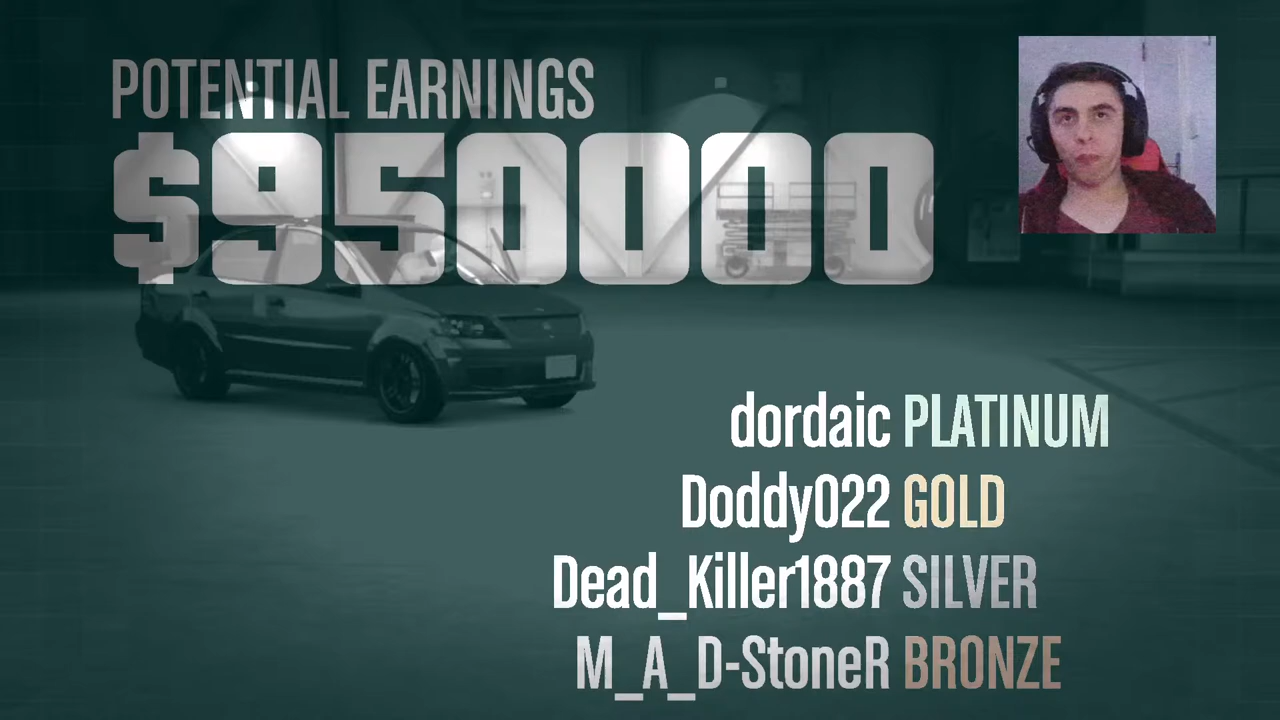 POTENTIAL EARNINGS
$950000
dordaic PLATINUM
Doddy022 GOLD
Dead_Killer1887 SILVER
M_A_D-StoneR BRONZE